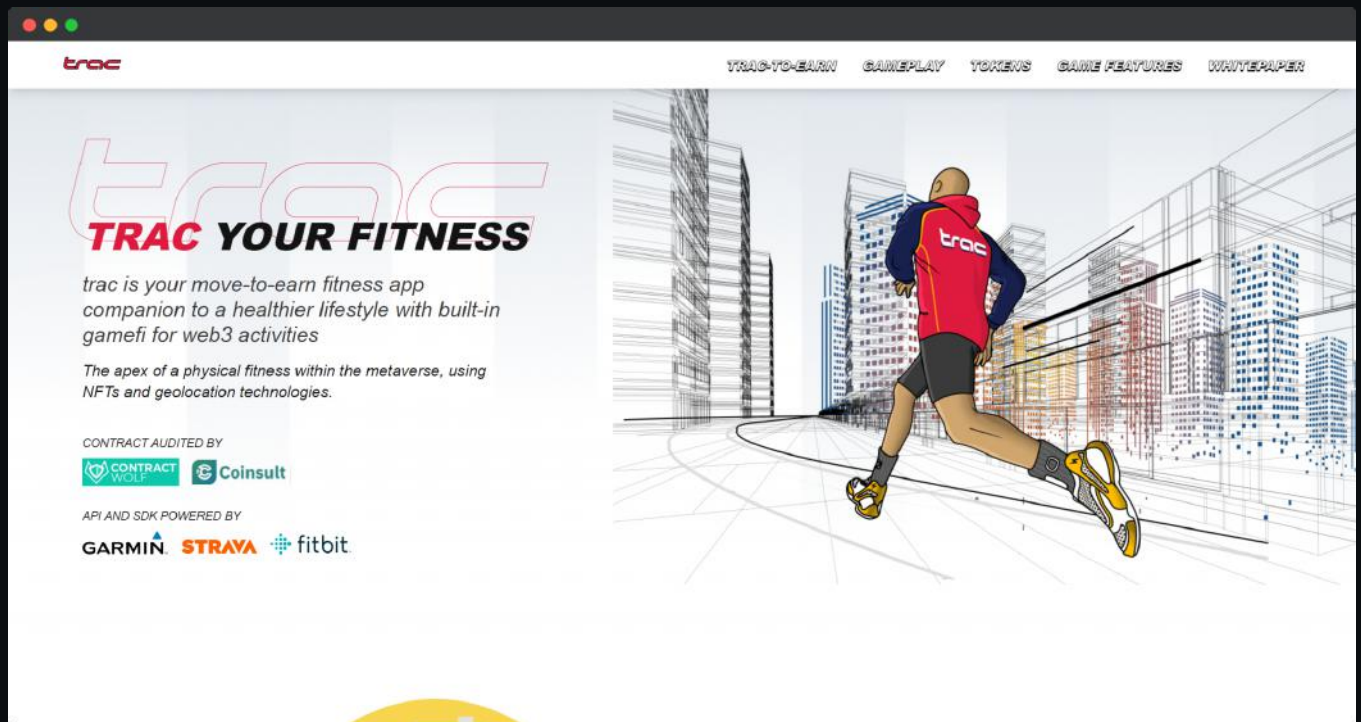 trac
TRAC-TO-EARN GAMEPLAY TOKENS GAME FEATURES WHITEPAPER
trac
TRAC YOUR FITNESS
trac is your move-to-earn fitness app
companion to a healthier lifestyle with built-in
gamefi for web3 activities
The apex of a physical fitness within the metaverse, using
NFTs and geolocation technologies.
CONTRACT AUDITED BY
CONTRACT
WOLF
Coinsult
API AND SDK POWERED BY
GARMIN. STRAVA fitbit
trac